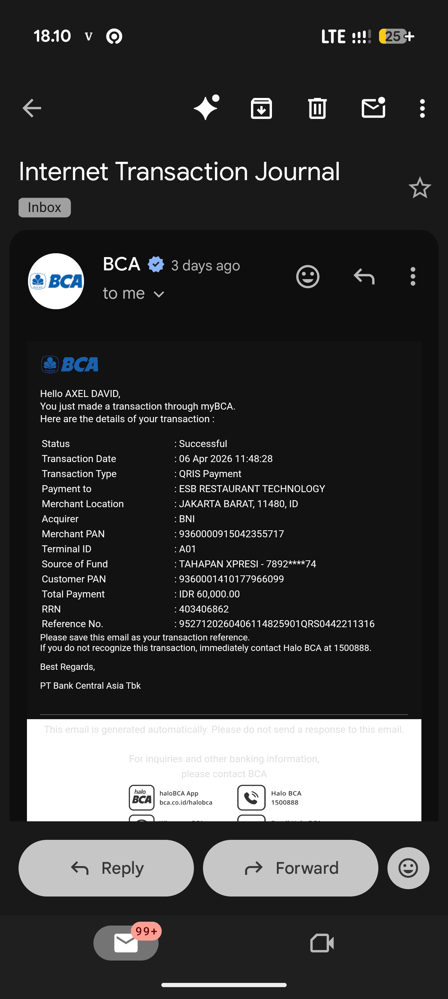 18.10 V LTE 25+
Internet Transaction Journal
Inbox
BCA 3 days ago
BCA
to me
BCA
Hello AXEL DAVID,
You just made a transaction through myBCA.
Here are the details of your transaction :
Status : Successful
Transaction Date : 06 Apr 2026 11:48:28
Transaction Type : QRIS Payment
Payment to : ESB RESTAURANT TECHNOLOGY
Merchant Location : JAKARTA BARAT, 11480, ID
Acquirer : BNI
Merchant PAN : 9360000915042355717
Terminal ID : A01
Source of Fund : TAHAPAN XPRESI - 7892****74
Customer PAN : 9360001410177966099
Total Payment : IDR 60,000.00
RRN : 403406862
Reference No. : 9527120260406114825901QRS0442211316
Please save this email as your transaction reference.
If you do not recognize this transaction, immediately contact Halo BCA at 1500888.
Best Regards,
PT Bank Central Asia Tbk
This email is generated automatically. Please do not send a response to this email.
For inquiries and other banking information,
please contact BCA
halo BCA
haloBCA App
bca.co.id/halobca
Halo BCA
1500888
Reply
Forward
99+